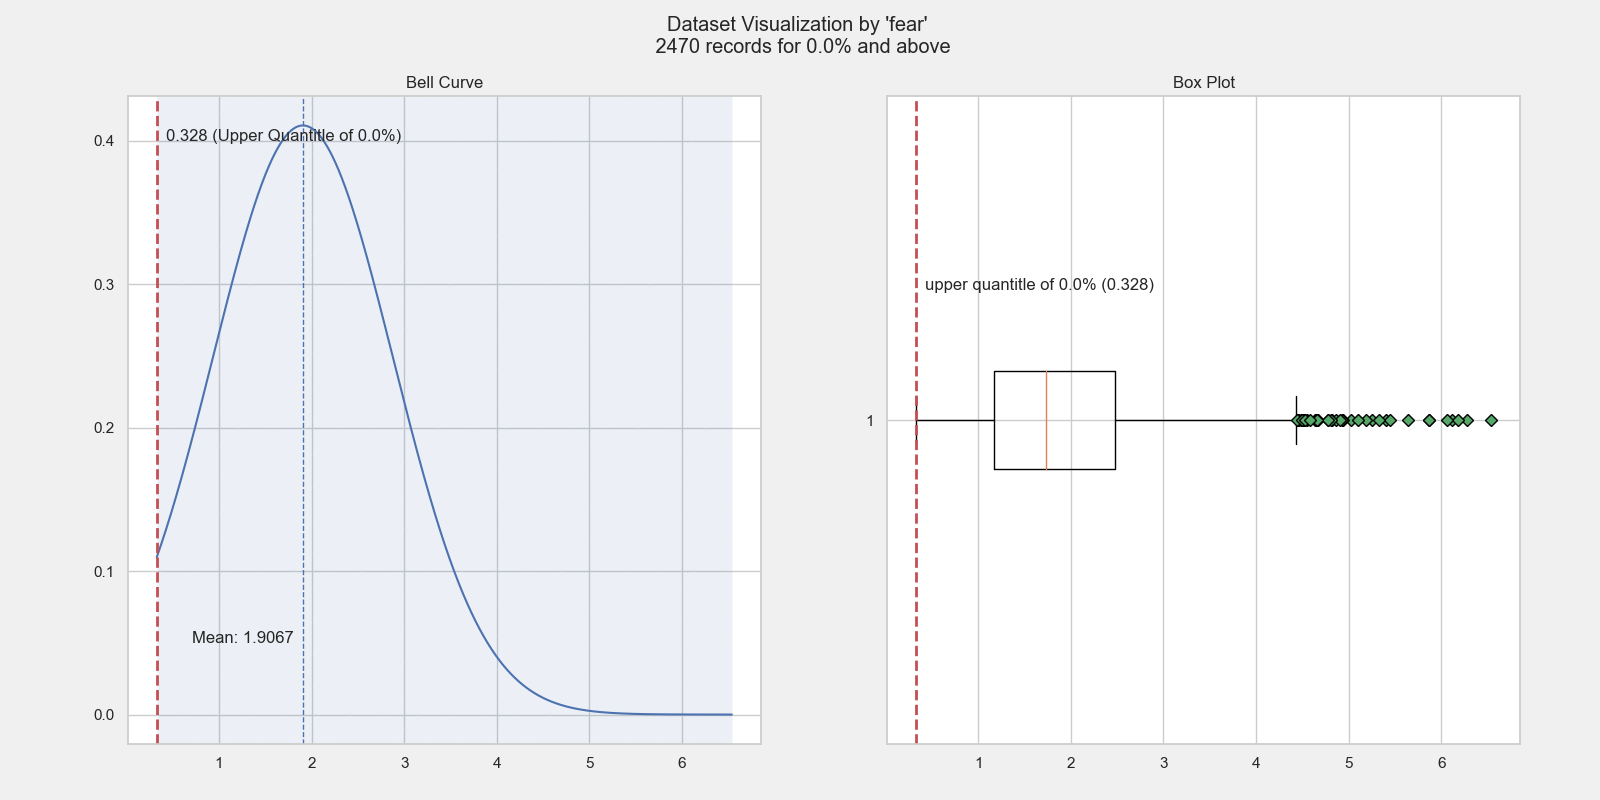 Dataset Visualization by 'fear'
2470 records for 0.0% and above
Bell Curve
0.4
0.3
0.2
0.1
0.0
0.328 (Upper Quantitle of 0.0%)
Mean: 1.9067
1 2 3 4 5 6
Box Plot
upper quantitle of 0.0% (0.328)
1
1 2 3 4 5 6